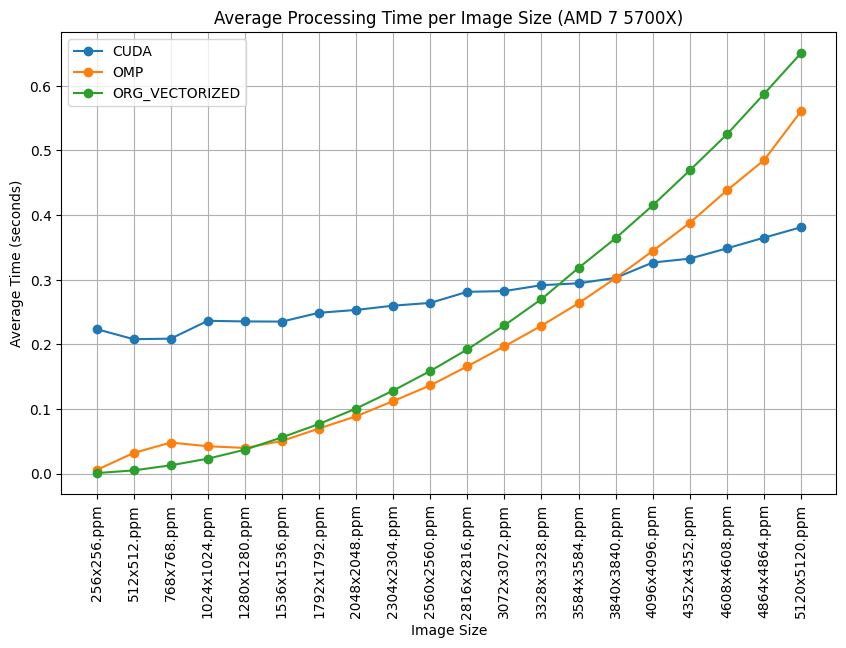 Average Processing Time per Image Size (AMD 7 5700X)
CUDA
OMP
ORG_VECTORIZED
Average Time (seconds)
0.6
0.5
0.4
0.3
0.2
0.1
0.0
256x256.ppm
512x512.ppm
768x768.ppm
1024x1024.ppm
1280x1280.ppm
1536x1536.ppm
1792x1792.ppm
2048x2048.ppm
2304x2304.ppm
2560x2560.ppm
2816x2816.ppm
3072x3072.ppm
3328x3328.ppm
3584x3584.ppm
3840x3840.ppm
4096x4096.ppm
4352x4352.ppm
4608x4608.ppm
4864x4864.ppm
5120x5120.ppm
Image Size